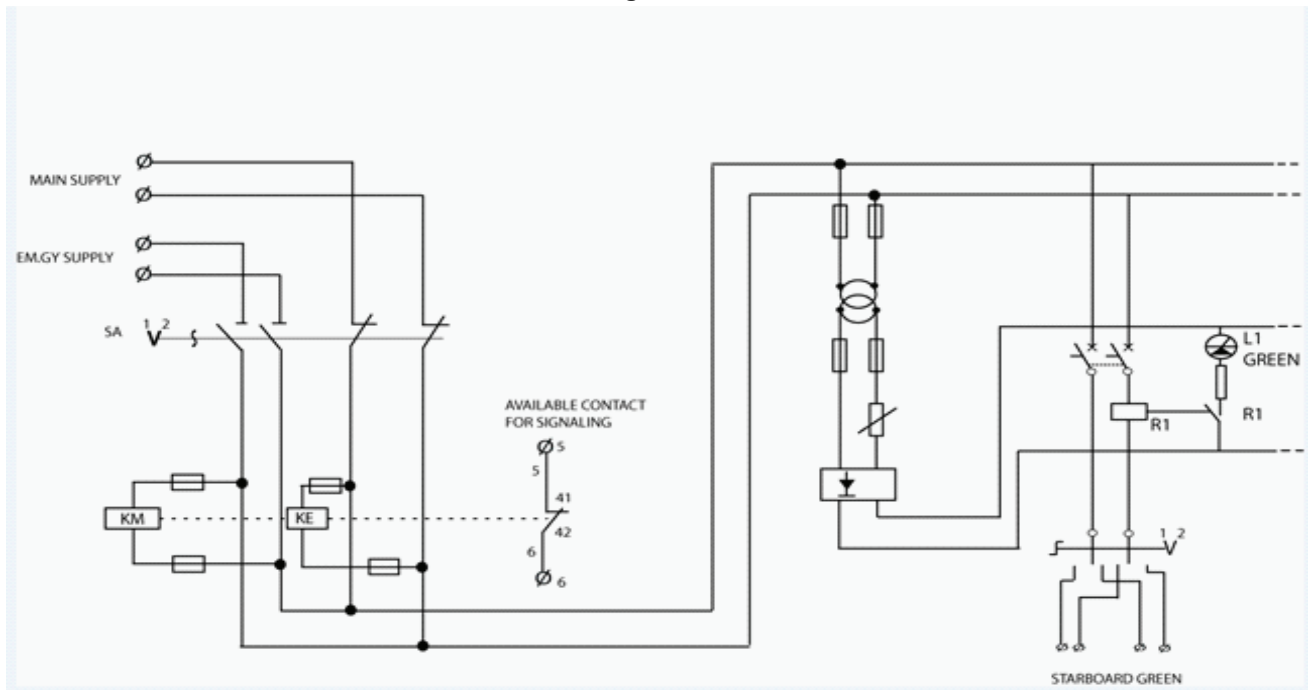 MAIN SUPPLY
EM.GY SUPPLY
SA
1
2
AVAILABLE CONTACT
FOR SIGNALING
5
5
41
42
6
6
KM
KE
L1
GREEN
R1
R1
1
2
STARBOARD GREEN